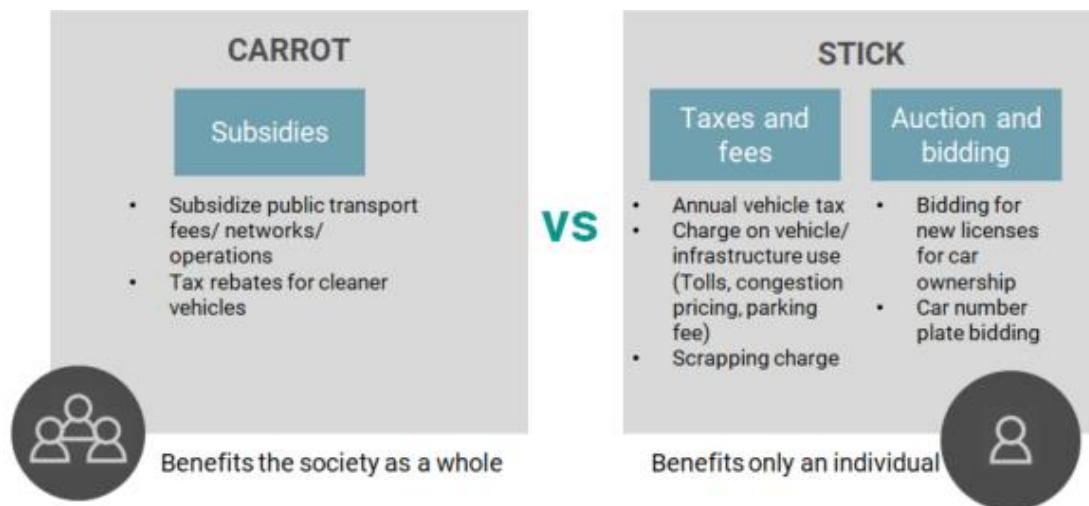 CARROT
Subsidies
• Subsidize public transport
fees/ networks/
operations
• Tax rebates for cleaner
vehicles
Benefits the society as a whole
vs
STICK
Taxes and
fees
• Annual vehicle tax
• Charge on vehicle/
infrastructure use
(Tolls, congestion
pricing, parking
fee)
• Scrapping charge
Auction and
bidding
• Bidding for
new licenses
for car
ownership
• Car number
plate bidding
Benefits only an individual